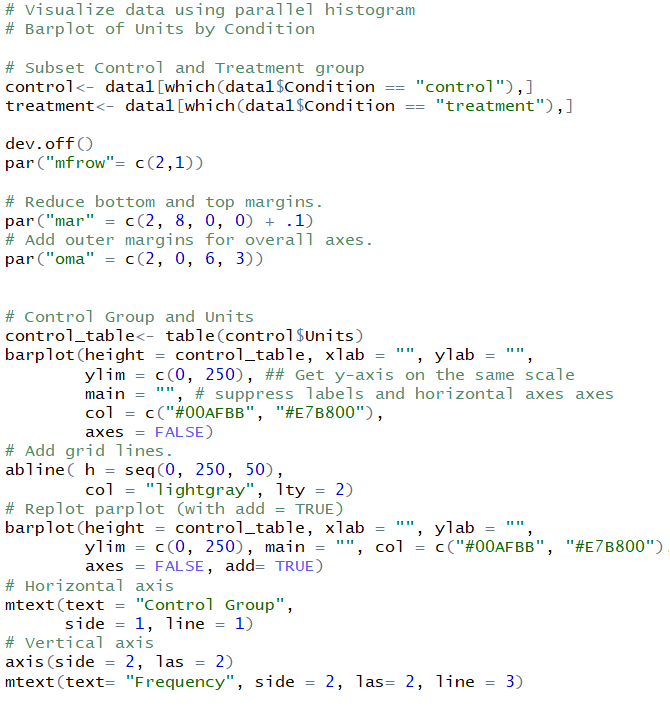 # Visualize data using parallel histogram
# Barplot of Units by Condition

# Subset Control and Treatment group
control<- data1[which(data1$Condition == "control"),]
treatment<- data1[which(data1$Condition == "treatment"),]

dev.off()
par("mfrow"= c(2,1))

# Reduce bottom and top margins.
par("mar" = c(2, 8, 0, 0) + .1)
# Add outer margins for overall axes.
par("oma" = c(2, 0, 6, 3))


# Control Group and Units
control_table<- table(control$Units)
barplot(height = control_table, xlab = "", ylab = "",
        ylim = c(0, 250), ## Get y-axis on the same scale
        main = "", # suppress labels and horizontal axes axes
        col = c("#00AFBB", "#E7B800"),
        axes = FALSE)
# Add grid lines.
abline( h = seq(0, 250, 50),
        col = "lightgray", lty = 2)
# Replot parplot (with add = TRUE)
barplot(height = control_table, xlab = "", ylab = "",
        ylim = c(0, 250), main = "", col = c("#00AFBB", "#E7B800"),
        axes = FALSE, add= TRUE)
# Horizontal axis
mtext(text = "Control Group",
      side = 1, line = 1)
# Vertical axis
axis(side = 2, las = 2)
mtext(text= "Frequency", side = 2, las= 2, line = 3)